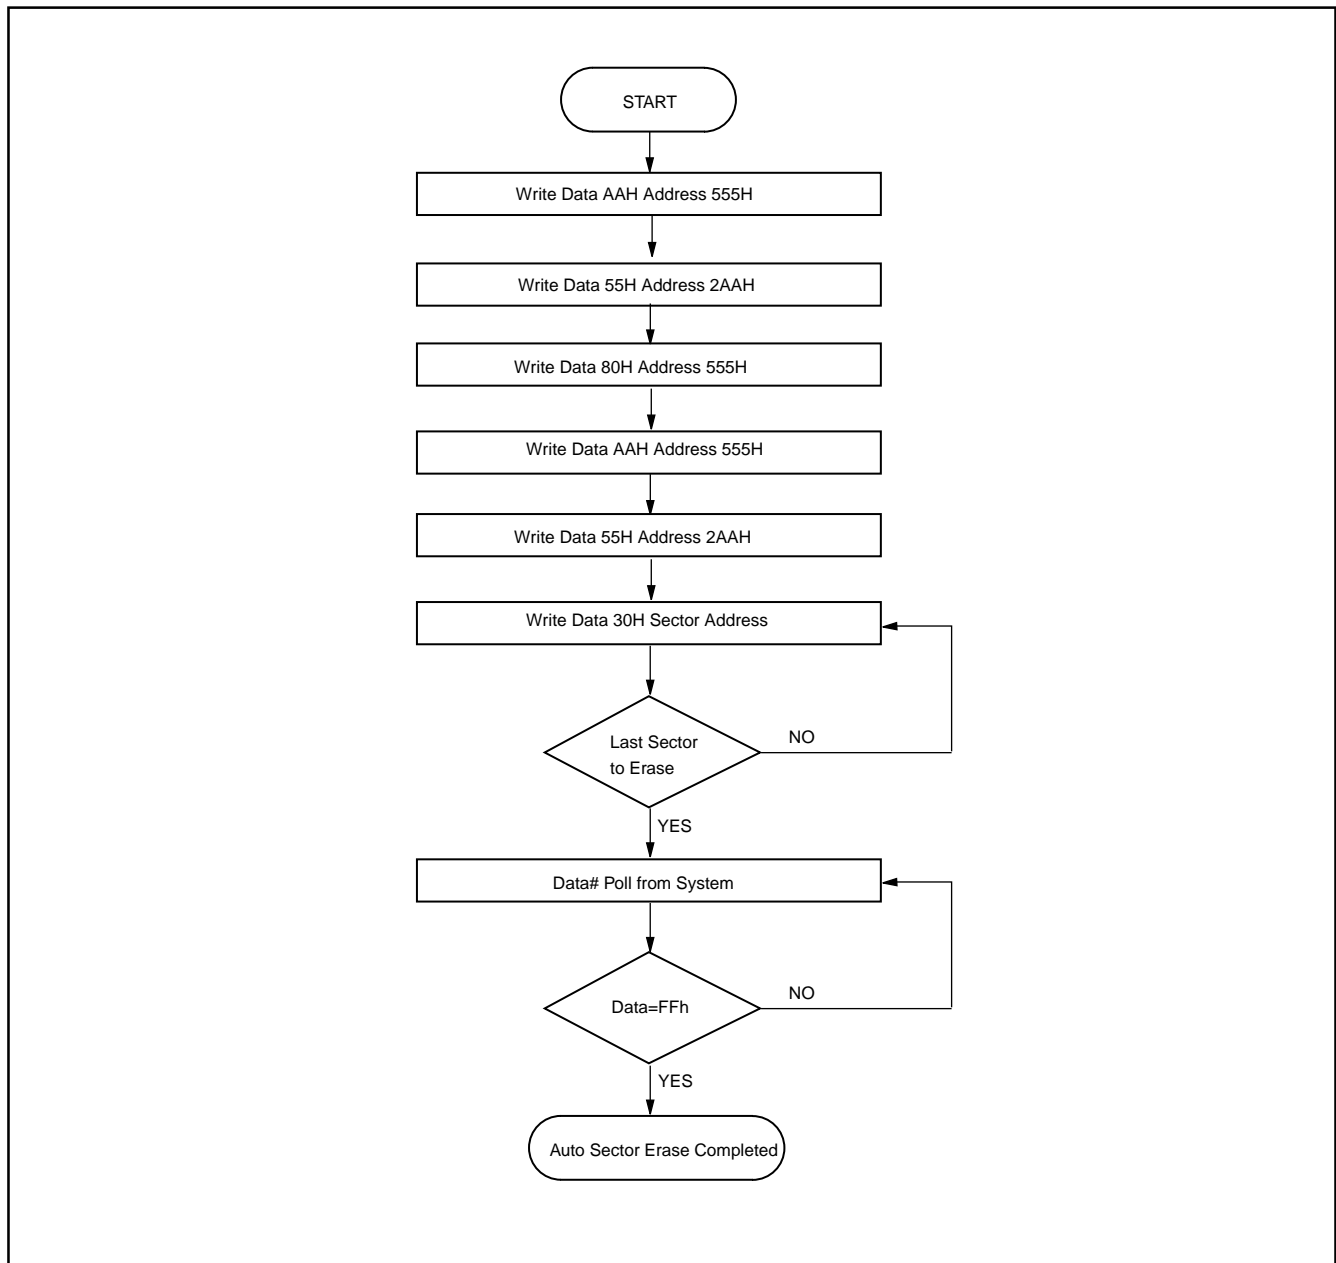 START
Write Data AAH Address 555H
Write Data 55H Address 2AAH
Write Data 80H Address 555H
Write Data AAH Address 555H
Write Data 55H Address 2AAH
Write Data 30H Sector Address
Last Sector
to Erase
NO
YES
Data# Poll from System
Data=FFh
NO
YES
Auto Sector Erase Completed